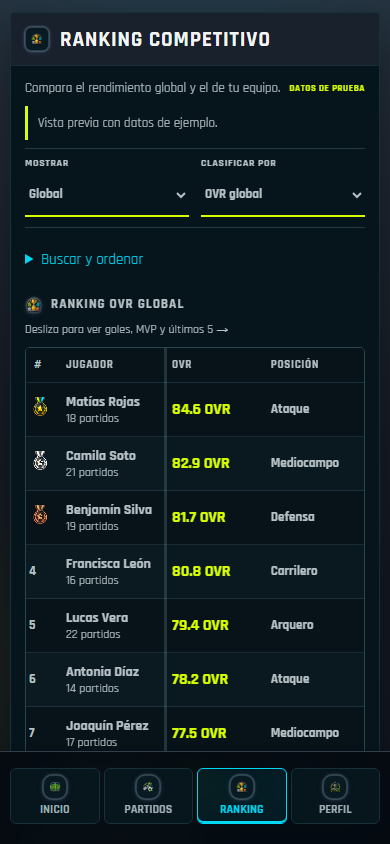 RANKING COMPETITIVO
Compara el rendimiento global y el de tu equipo. DATOS DE PRUEBA
Vista previa con datos de ejemplo.
MOSTRAR CLASIFICAR POR
Global OVR global
Buscar y ordenar
RANKING OVR GLOBAL
Desliza para ver goles, MVP y últimos 5 →
# JUGADOR OVR POSICIÓN
Matías Rojas 84.6 OVR Ataque
18 partidos
Camila Soto 82.9 OVR Mediocampo
21 partidos
Benjamín Silva 81.7 OVR Defensa
19 partidos
4 Francisca León 80.8 OVR Carrilero
16 partidos
5 Lucas Vera 79.4 OVR Arquero
22 partidos
6 Antonia Díaz 78.2 OVR Ataque
14 partidos
7 Joaquín Pérez 77.5 OVR Mediocampo
17 partidos
INICIO PARTIDOS RANKING PERFIL